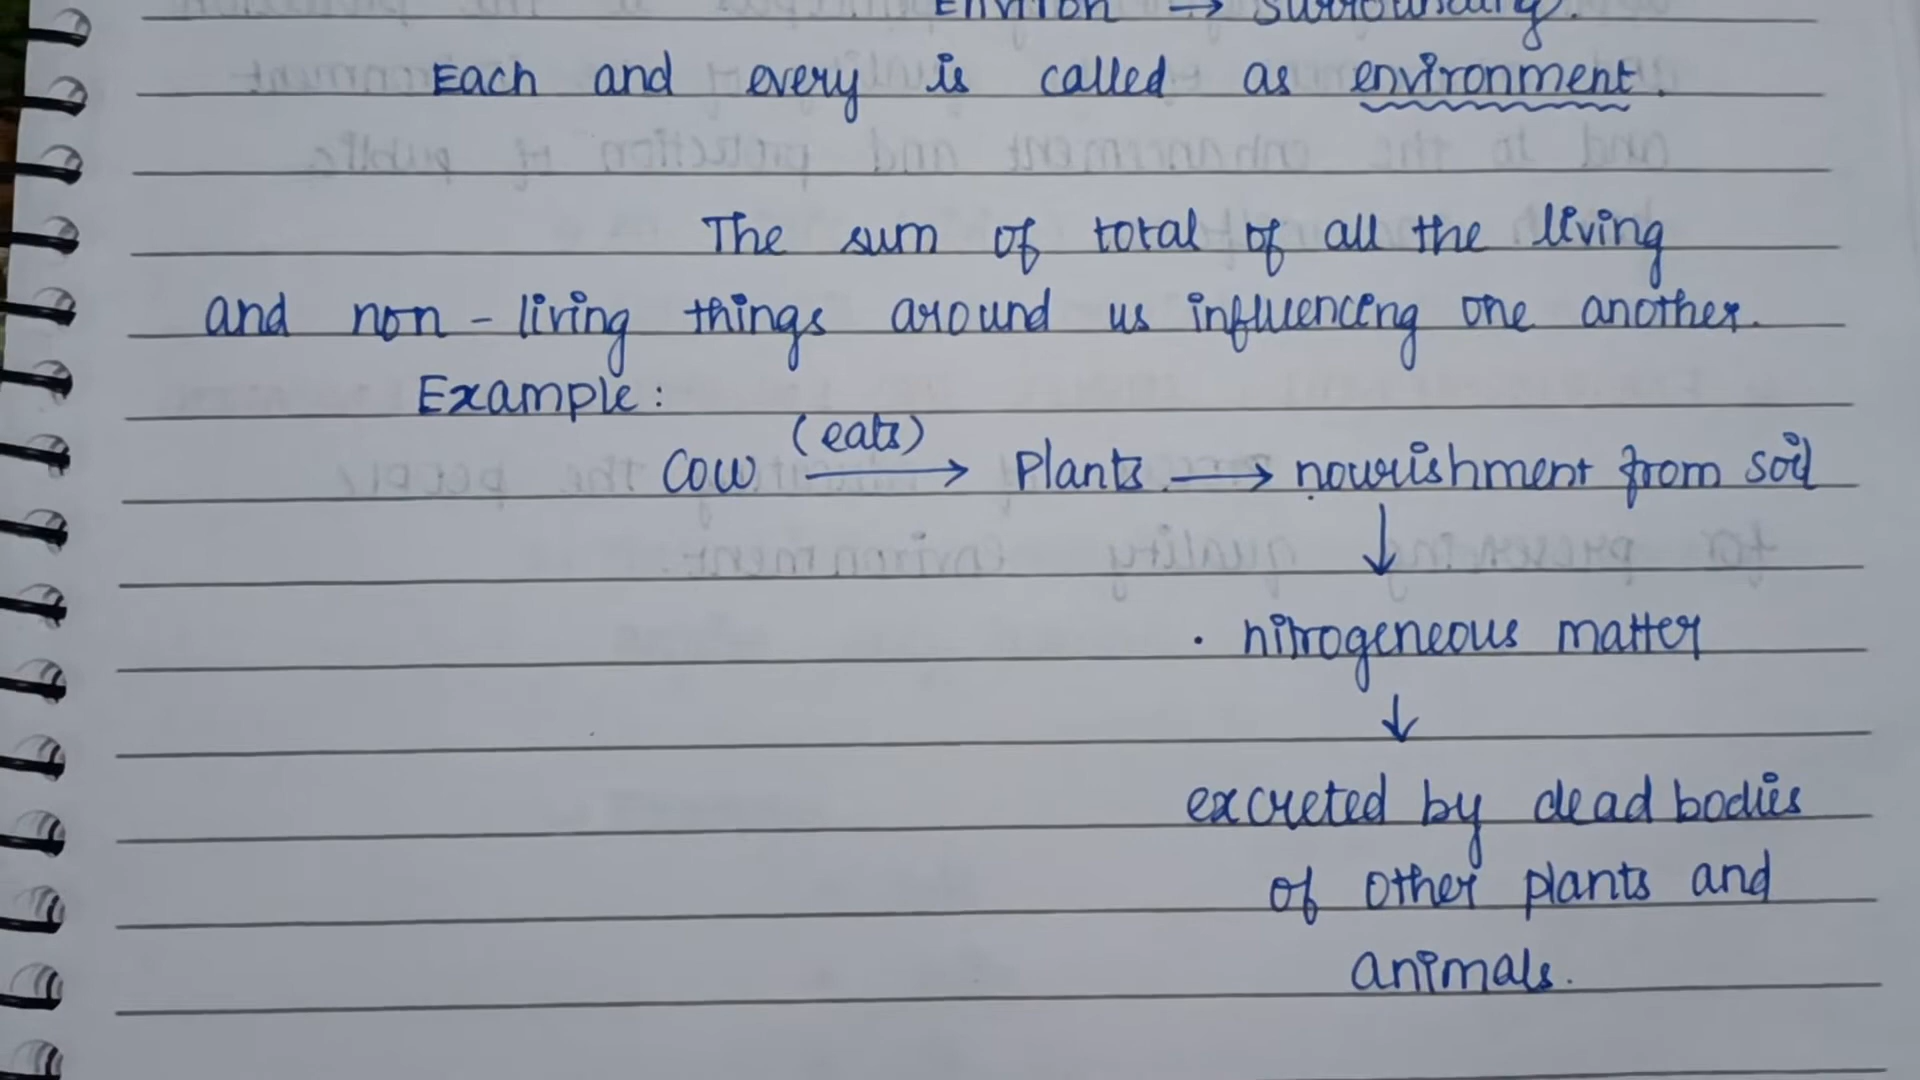 Environ → surrounding.
Each and every is called as environment.
The sum of total of all the living
and non-living things around us influencing one another.
Example:
Cow (eats) → Plants → nourishment from soil
↓
nitrogeneous matter
↓
excreted by dead bodies
of other plants and
animals.